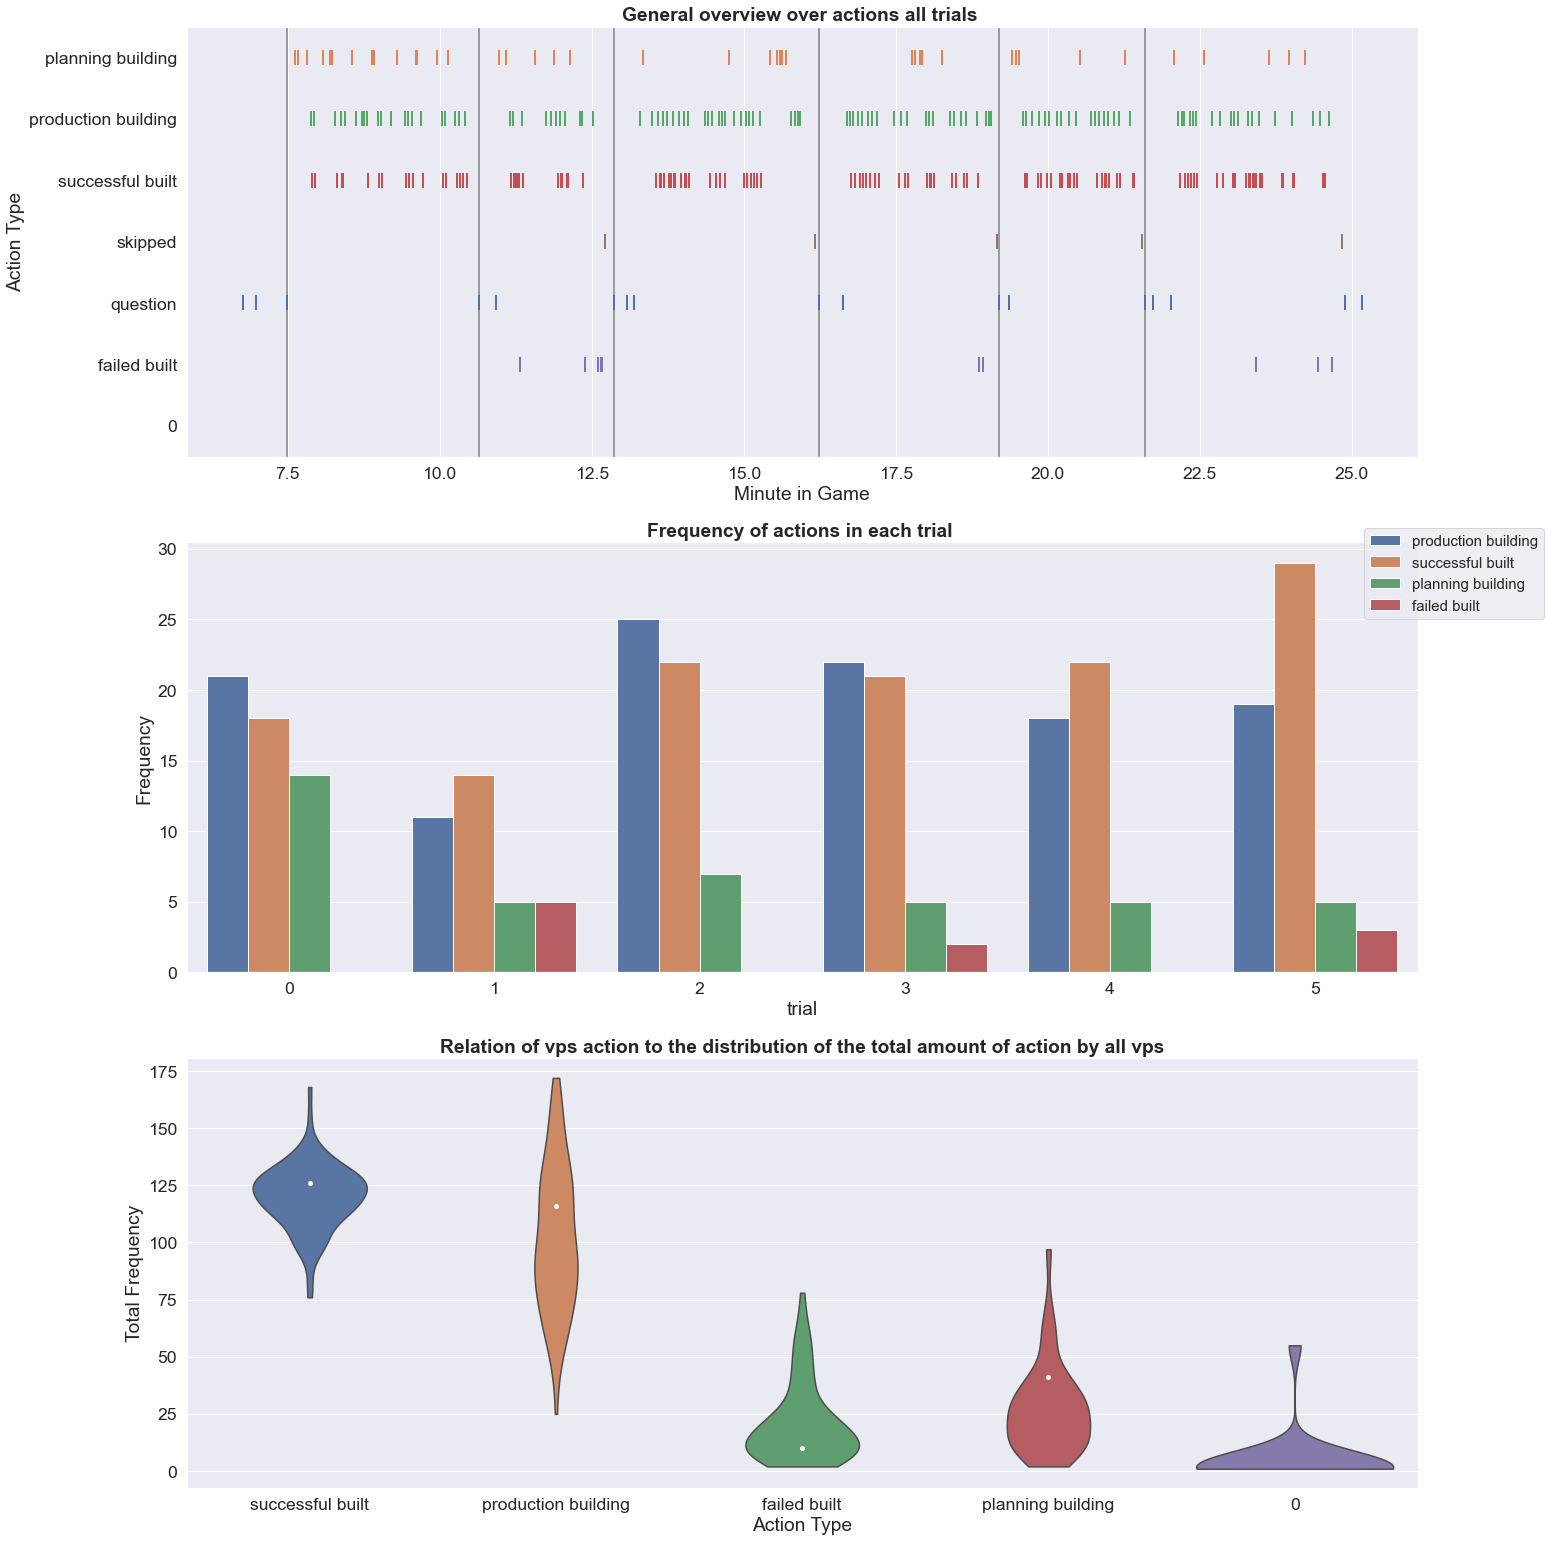 General overview over actions all trials
planning building
production building
successful built
skipped
question
failed built
0
Action Type
7.5 10.0 12.5 15.0 17.5 20.0 22.5 25.0
Minute in Game
Frequency of actions in each trial
production building
successful built
planning building
failed built
30
25
20
15
10
5
0
Frequency
0 1 2 3 4 5
trial
Relation of vps action to the distribution of the total amount of action by all vps
175
150
125
100
75
50
25
0
Total Frequency
successful built production building failed built planning building 0
Action Type